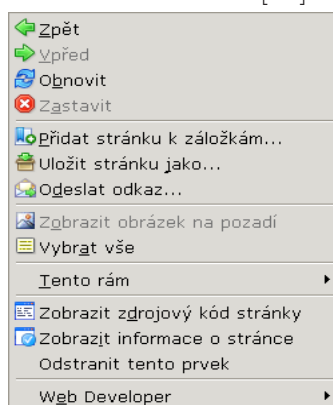 Zpět
Vpřed
Obnovit
Zastavit
Přidat stránku k záložkám...
Uložit stránku jako...
Odeslat odkaz...
Zobrazit obrázek na pozadí
Vybrat vše
Tento rám
Zobrazit zdrojový kód stránky
Zobrazit informace o stránce
Odstranit tento prvek
Web Developer